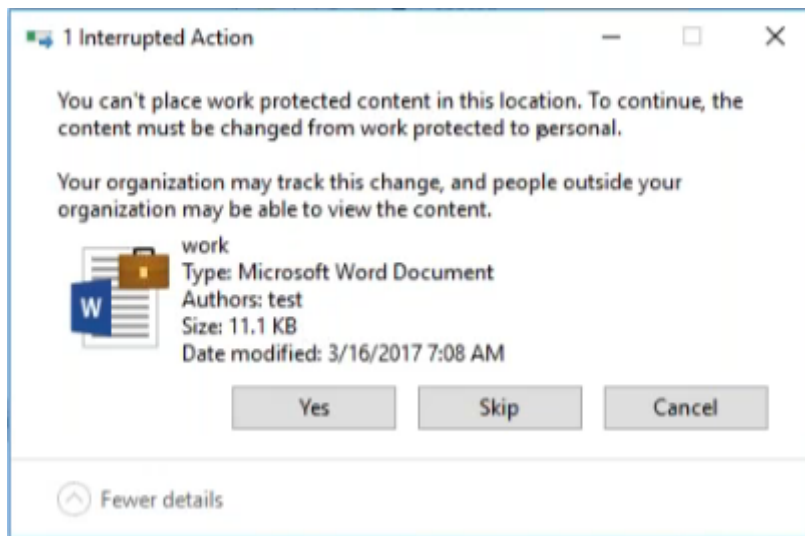 1 Interrupted Action
You can't place work protected content in this location. To continue, the
content must be changed from work protected to personal.
Your organization may track this change, and people outside your
organization may be able to view the content.
work
Type: Microsoft Word Document
W
Authors: test
Size: 11.1 KB
Date modified: 3/16/2017 7:08 AM
Yes
Skip
Cancel
Fewer details